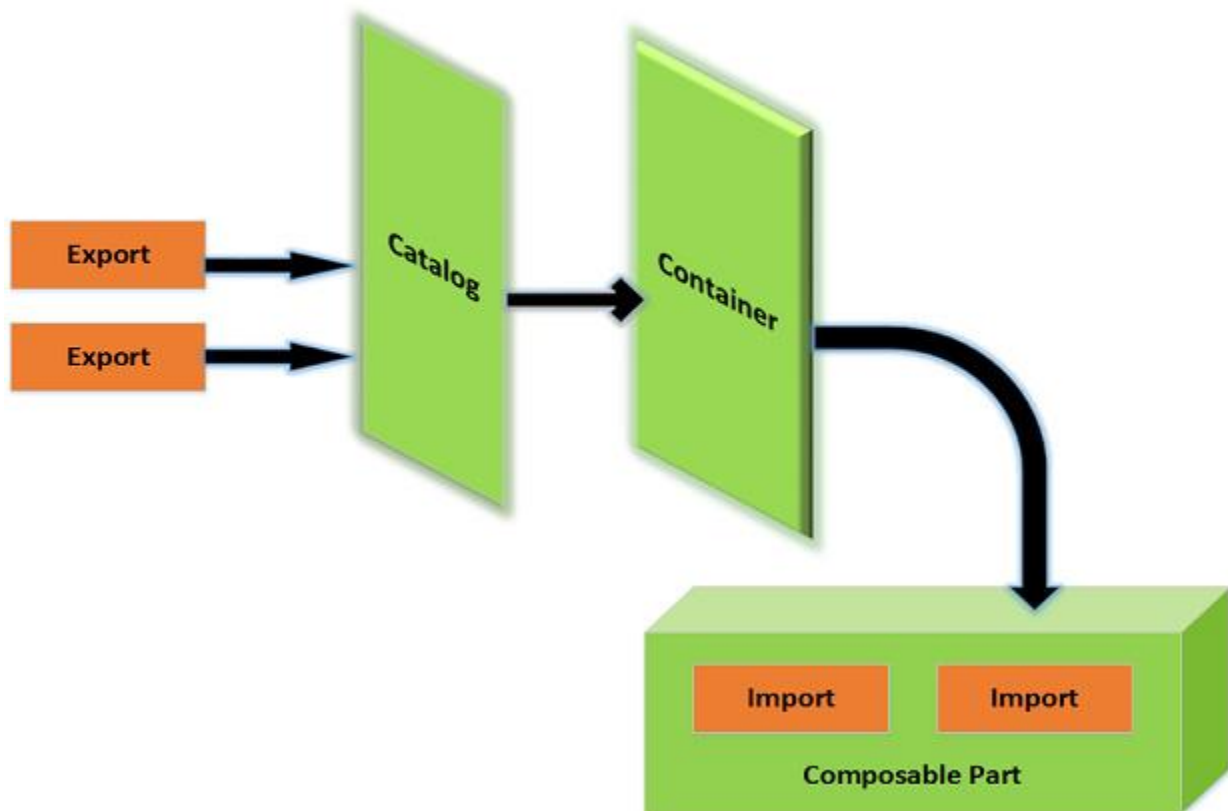 Export
Export
Catalog
Container
Import
Import
Composable Part